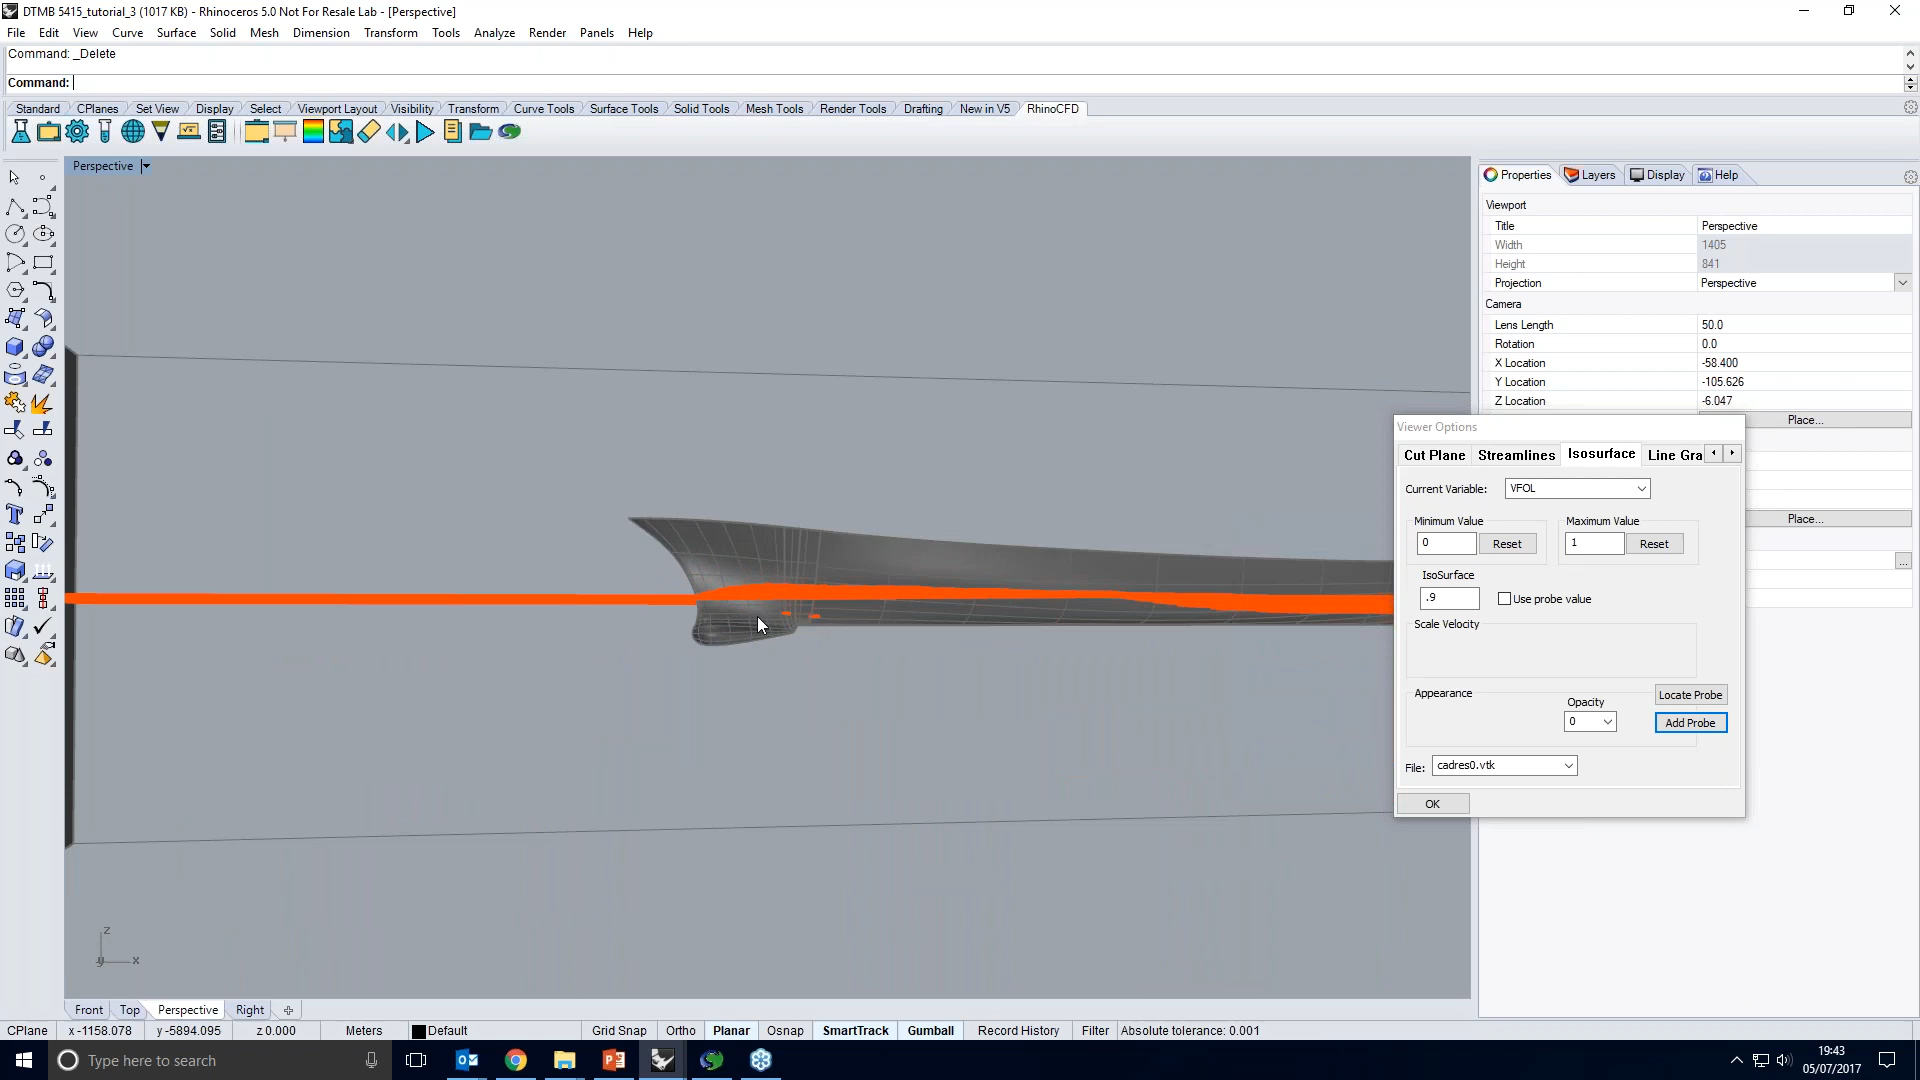 DTMB 5415_tutorial_3 (1017 KB) - Rhinoceros 5.0 Not For Resale Lab - [Perspective]
File Edit View Curve Surface Solid Mesh Dimension Transform Tools Analyze Render Panels Help
Command: _Delete
Command:
Standard CPlanes Set View Display Select Viewport Layout Visibility Transform Curve Tools Surface Tools Solid Tools Mesh Tools Render Tools Drafting New in V5 RhinoCFD
Perspective
Properties Layers Display Help
Viewport
Title Perspective
Width 1405
Height 841
Projection Perspective
Camera
Lens Length 50.0
Rotation 0.0
X Location -58.400
Y Location -105.626
Z Location -6.047
Place...
Place...
...
Viewer Options
Cut Plane Streamlines Isosurface Line Gra
Current Variable: VFOL
Minimum Value Maximum Value
0 Reset 1 Reset
IsoSurface
.9 Use probe value
Scale Velocity
Appearance
Locate Probe
Opacity
0 Add Probe
File: cadres0.vtk
OK
z
y x
Front Top Perspective Right
CPlane x -1158.078 y -5894.095 z 0.000 Meters Default Grid Snap Ortho Planar Osnap SmartTrack Gumball Record History Filter Absolute tolerance: 0.001
Type here to search
19:43
05/07/2017